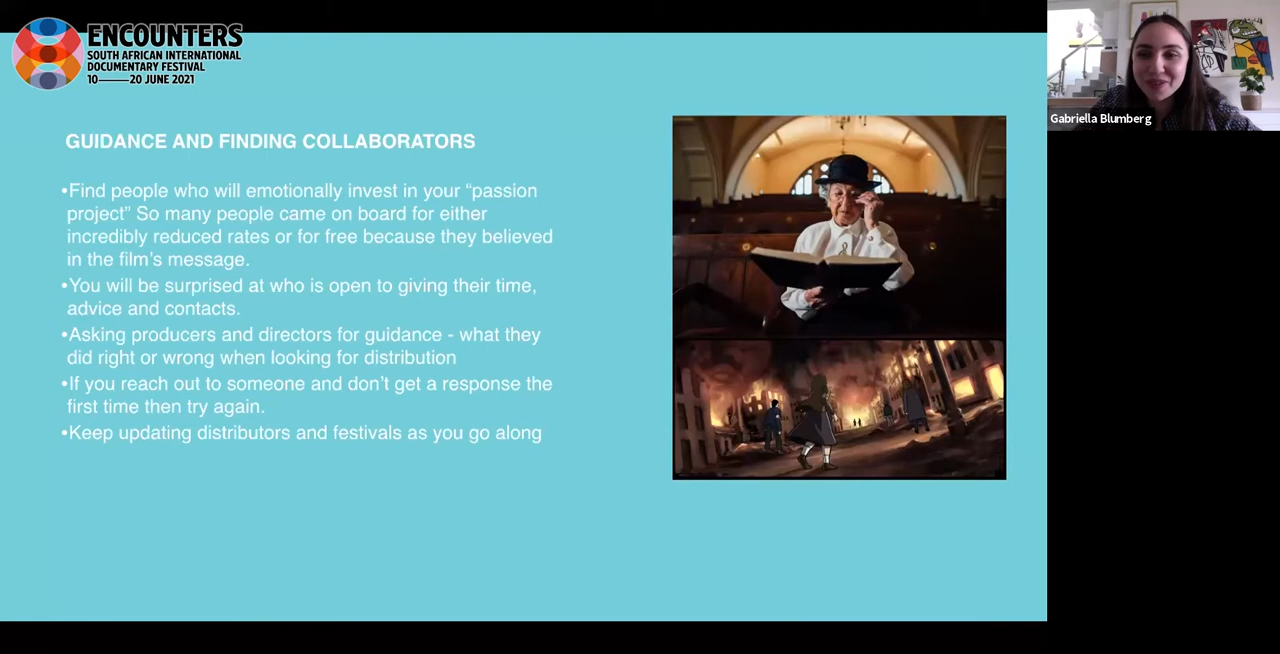 ENCOUNTERS
SOUTH AFRICAN INTERNATIONAL
DOCUMENTARY FESTIVAL
10——20 JUNE 2021
GUIDANCE AND FINDING COLLABORATORS
•Find people who will emotionally invest in your “passion
project” So many people came on board for either
incredibly reduced rates or for free because they believed
in the film’s message.
•You will be surprised at who is open to giving their time,
advice and contacts.
•Asking producers and directors for guidance - what they
did right or wrong when looking for distribution
•If you reach out to someone and don’t get a response the
first time then try again.
•Keep updating distributors and festivals as you go along
Gabriella Blumberg